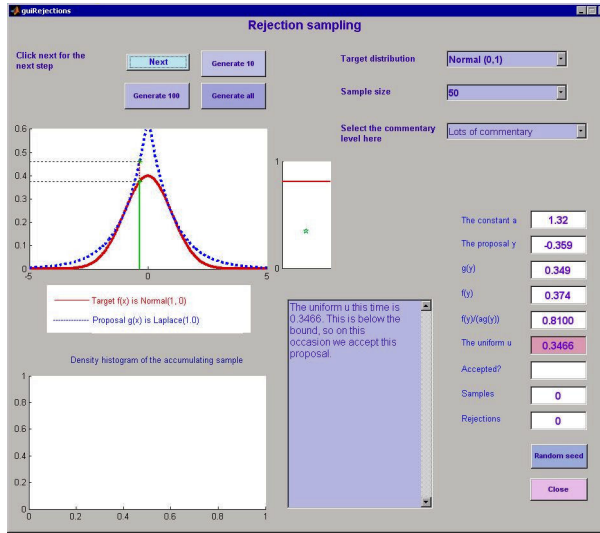 guiRejections
Rejection sampling
Click next for the
next step
Next
Generate 10
Generate 100
Generate all
Target distribution
Normal (0,1)
Sample size
50
Select the commentary
level here
Lots of commentary
0.6
0.5
0.4
0.3
0.2
0.1
0
-5
0
5
1
0
*
Target f(x) is Normal(1, 0)
Proposal g(x) is Laplace(1.0)
The constant a
1.32
The proposal y
-0.359
g(y)
0.349
f(y)
0.374
f(y)/(ag(y))
0.8100
The uniform u
0.3466
Accepted?
Samples
0
Rejections
0
The uniform u this time is
0.3466. This is below the
bound, so on this
occasion we accept this
proposal.
Density histogram of the accumulating sample
1
0.8
0.6
0.4
0.2
0
0
0.2
0.4
0.6
0.8
1
Random seed
Close